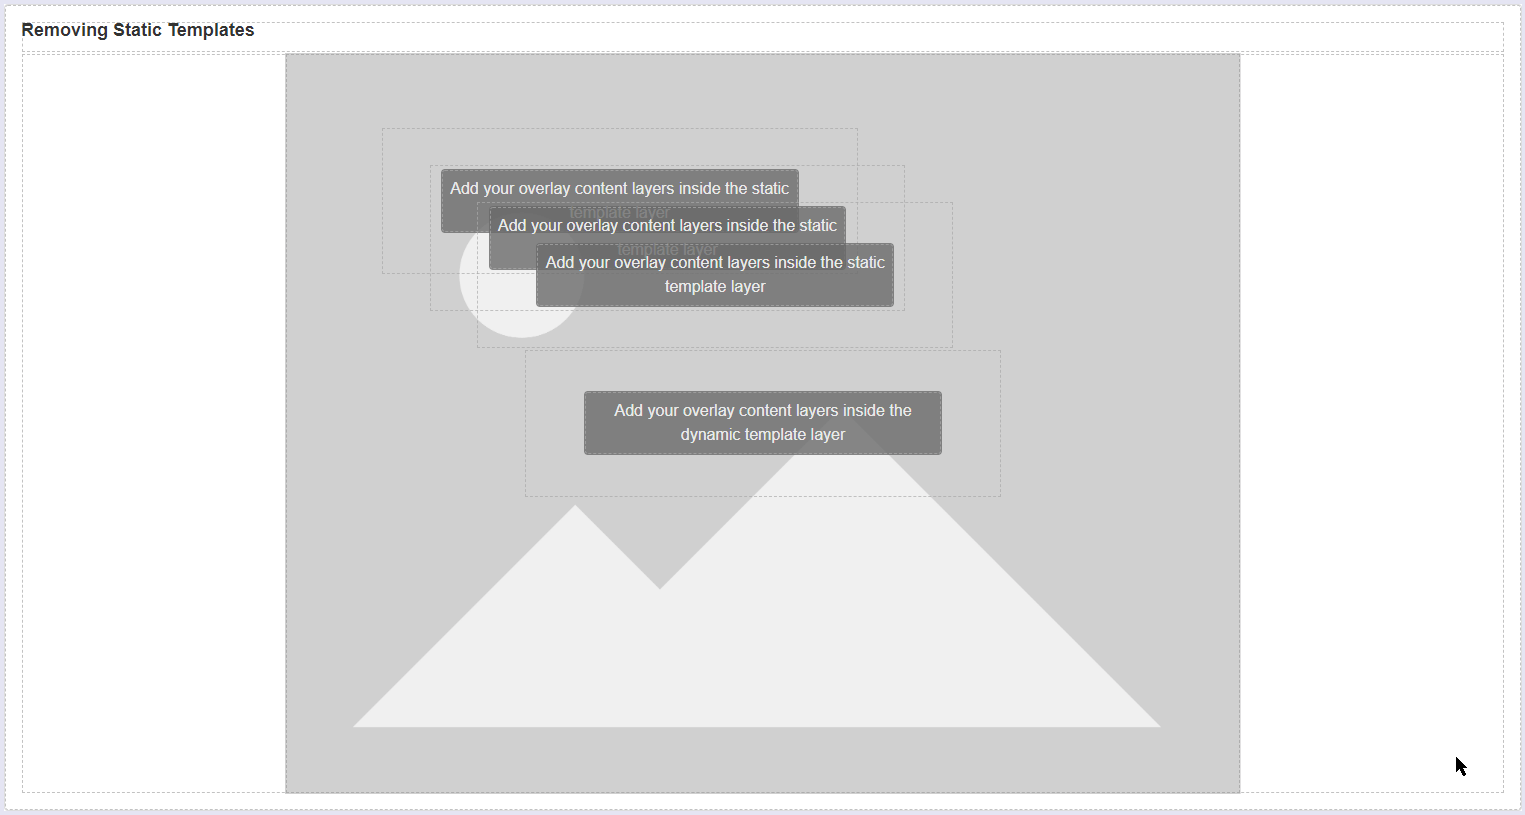 Removing Static Templates
Add your overlay content layers inside the static
template layer
Add your overlay content layers inside the static
template layer
Add your overlay content layers inside the static
template layer
Add your overlay content layers inside the
dynamic template layer